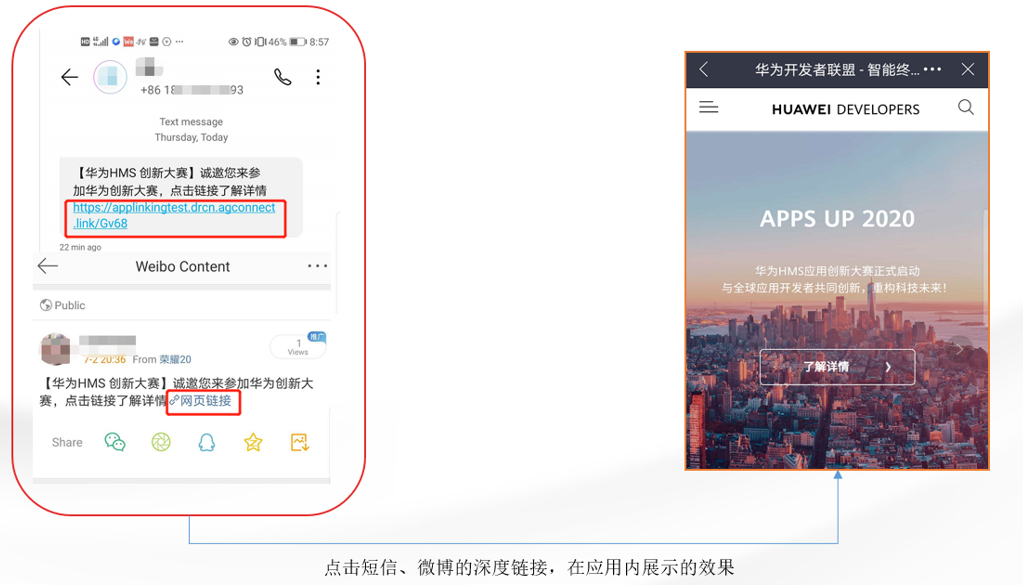 46% 8:57
+86 18 93
Text message
Thursday, Today
【华为HMS 创新大赛】诚邀您来参
加华为创新大赛，点击链接了解详情
https://applinkingtest.drcn.agconnect
.link/Gv68
22 min ago
Weibo Content
Public
7-2 20:36 From 荣耀20
推广
1
Views
【华为HMS 创新大赛】诚邀您来参加华为创新大
赛，点击链接了解详情网页链接
Share
华为开发者联盟 - 智能终...
HUAWEI DEVELOPERS
APPS UP 2020
华为HMS应用创新大赛正式启动
与全球应用开发者共同创新，重构科技未来！
了解详情
点击短信、微博的深度链接，在应用内展示的效果